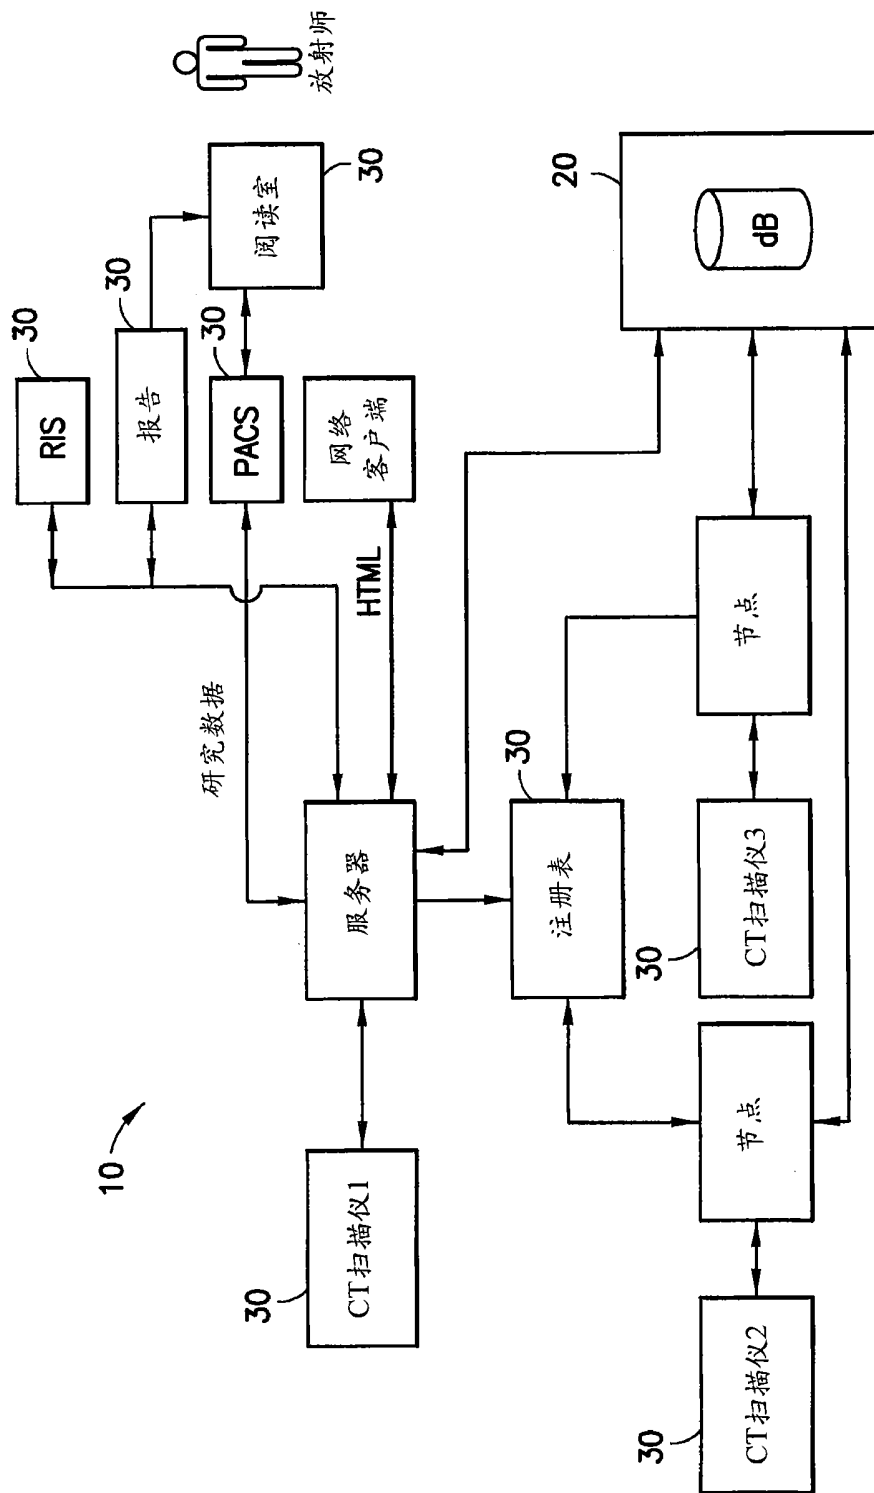 10
30
CT扫描仪1
30
CT扫描仪2
服务器
研究数据
HTML
30
RIS
30
报告
30
PACS
网络
客户端
30
阅读室
放射师
30
注册表
30
CT扫描仪3
节点
节点
20
dB